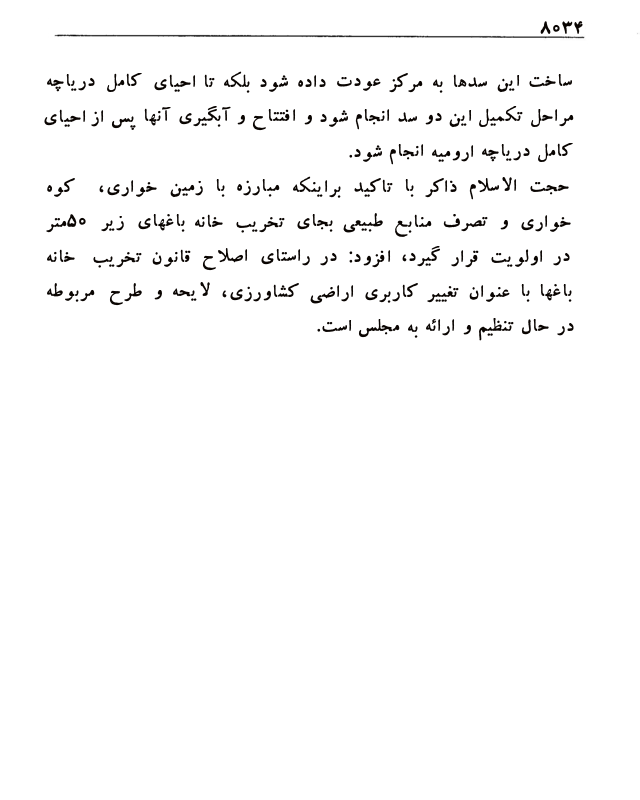 ۸۰۳۴
ساخت این سدها به مرکز عودت داده شود بلکه تا احیای کامل دریاچه
مراحل تکمیل این دو سد انجام شود و افتتاح و آبگیری آنها پس از احیای
کامل دریاچه ارومیه انجام شود.
حجت الاسلام ذاکر با تاکید براینکه مبارزه با زمین خواری، کوه
خواری و تصرف منابع طبیعی بجای تخریب خانه باغهای زیر ۵۰متر
در اولویت قرار گیرد، افزود: در راستای اصلاح قانون تخریب خانه
باغها با عنوان تغییر کاربری اراضی کشاورزی، لایحه و طرح مربوطه
در حال تنظیم و ارائه به مجلس است.